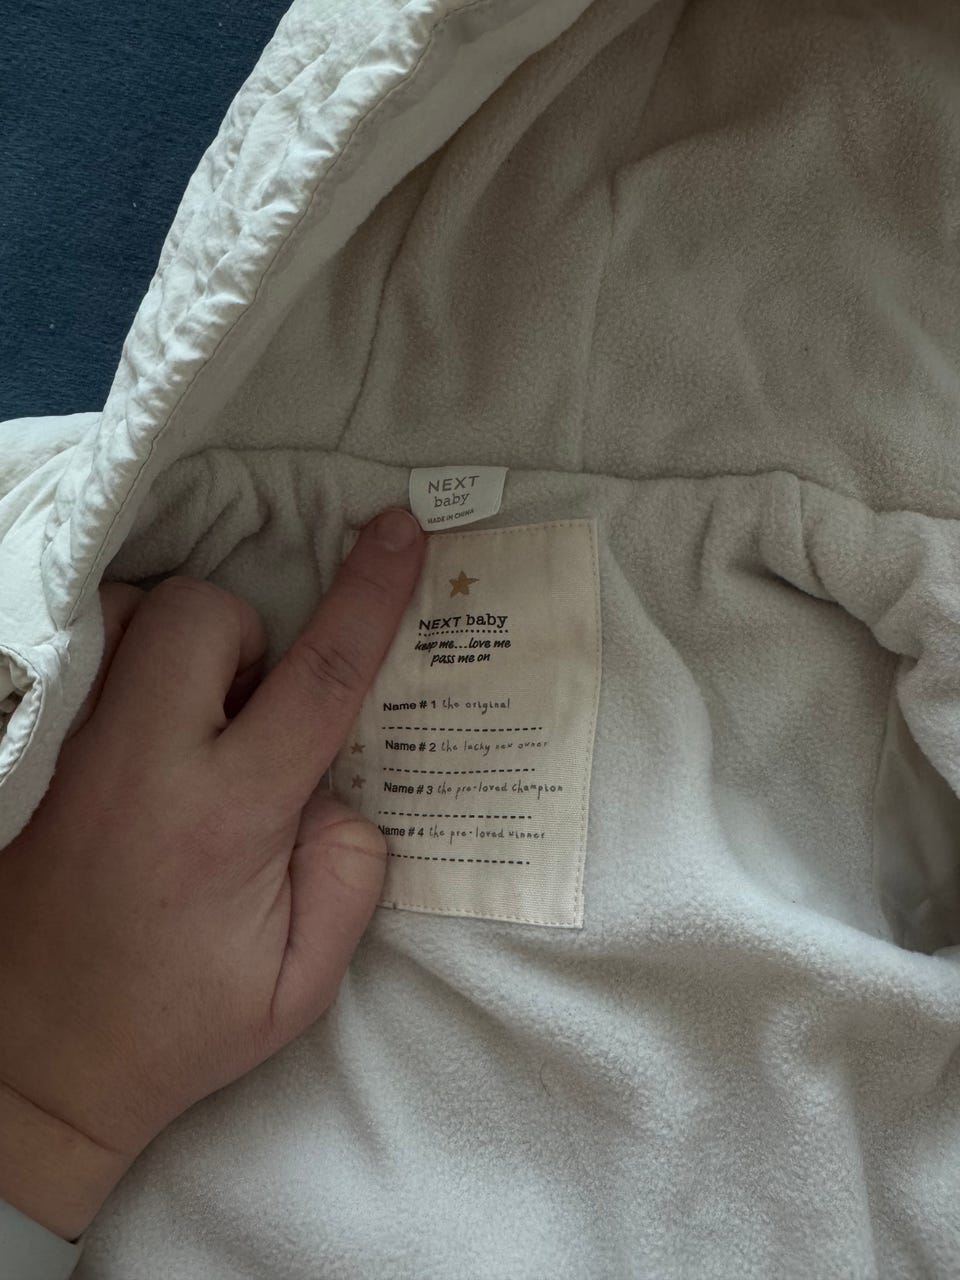 NEXT
baby
MADE IN CHINA
NEXT baby
keep me...love me
pass me on
Name # 1 the original
Name # 2 the lucky new owner
Name # 3 the pre-loved champion
Name # 4 the pre-loved winner